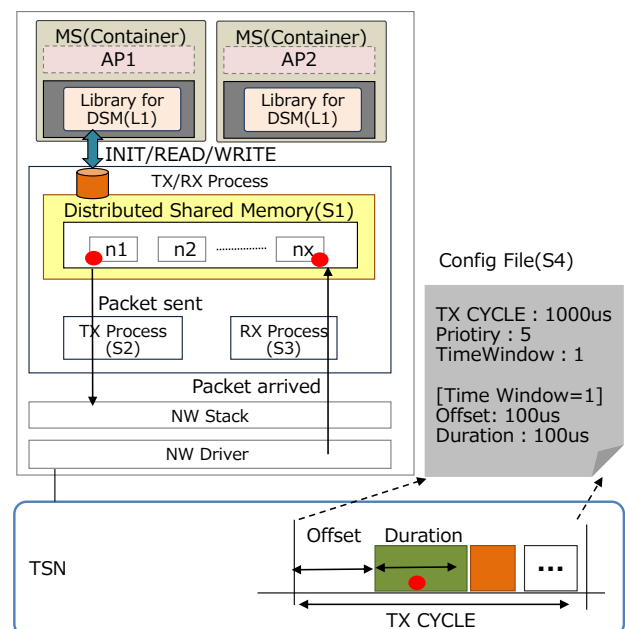 MS(Container)
AP1
Library for
DSM(L1)
MS(Container)
AP2
Library for
DSM(L1)
INIT/READ/WRITE
TX/RX Process
Distributed Shared Memory(S1)
n1
n2
nx
Packet sent
TX Process
(S2)
RX Process
(S3)
Packet arrived
NW Stack
NW Driver
Config File(S4)
TX CYCLE : 1000us
Priotiry : 5
TimeWindow : 1
[Time Window=1]
Offset: 100us
Duration : 100us
TSN
Offset
Duration
...
TX CYCLE